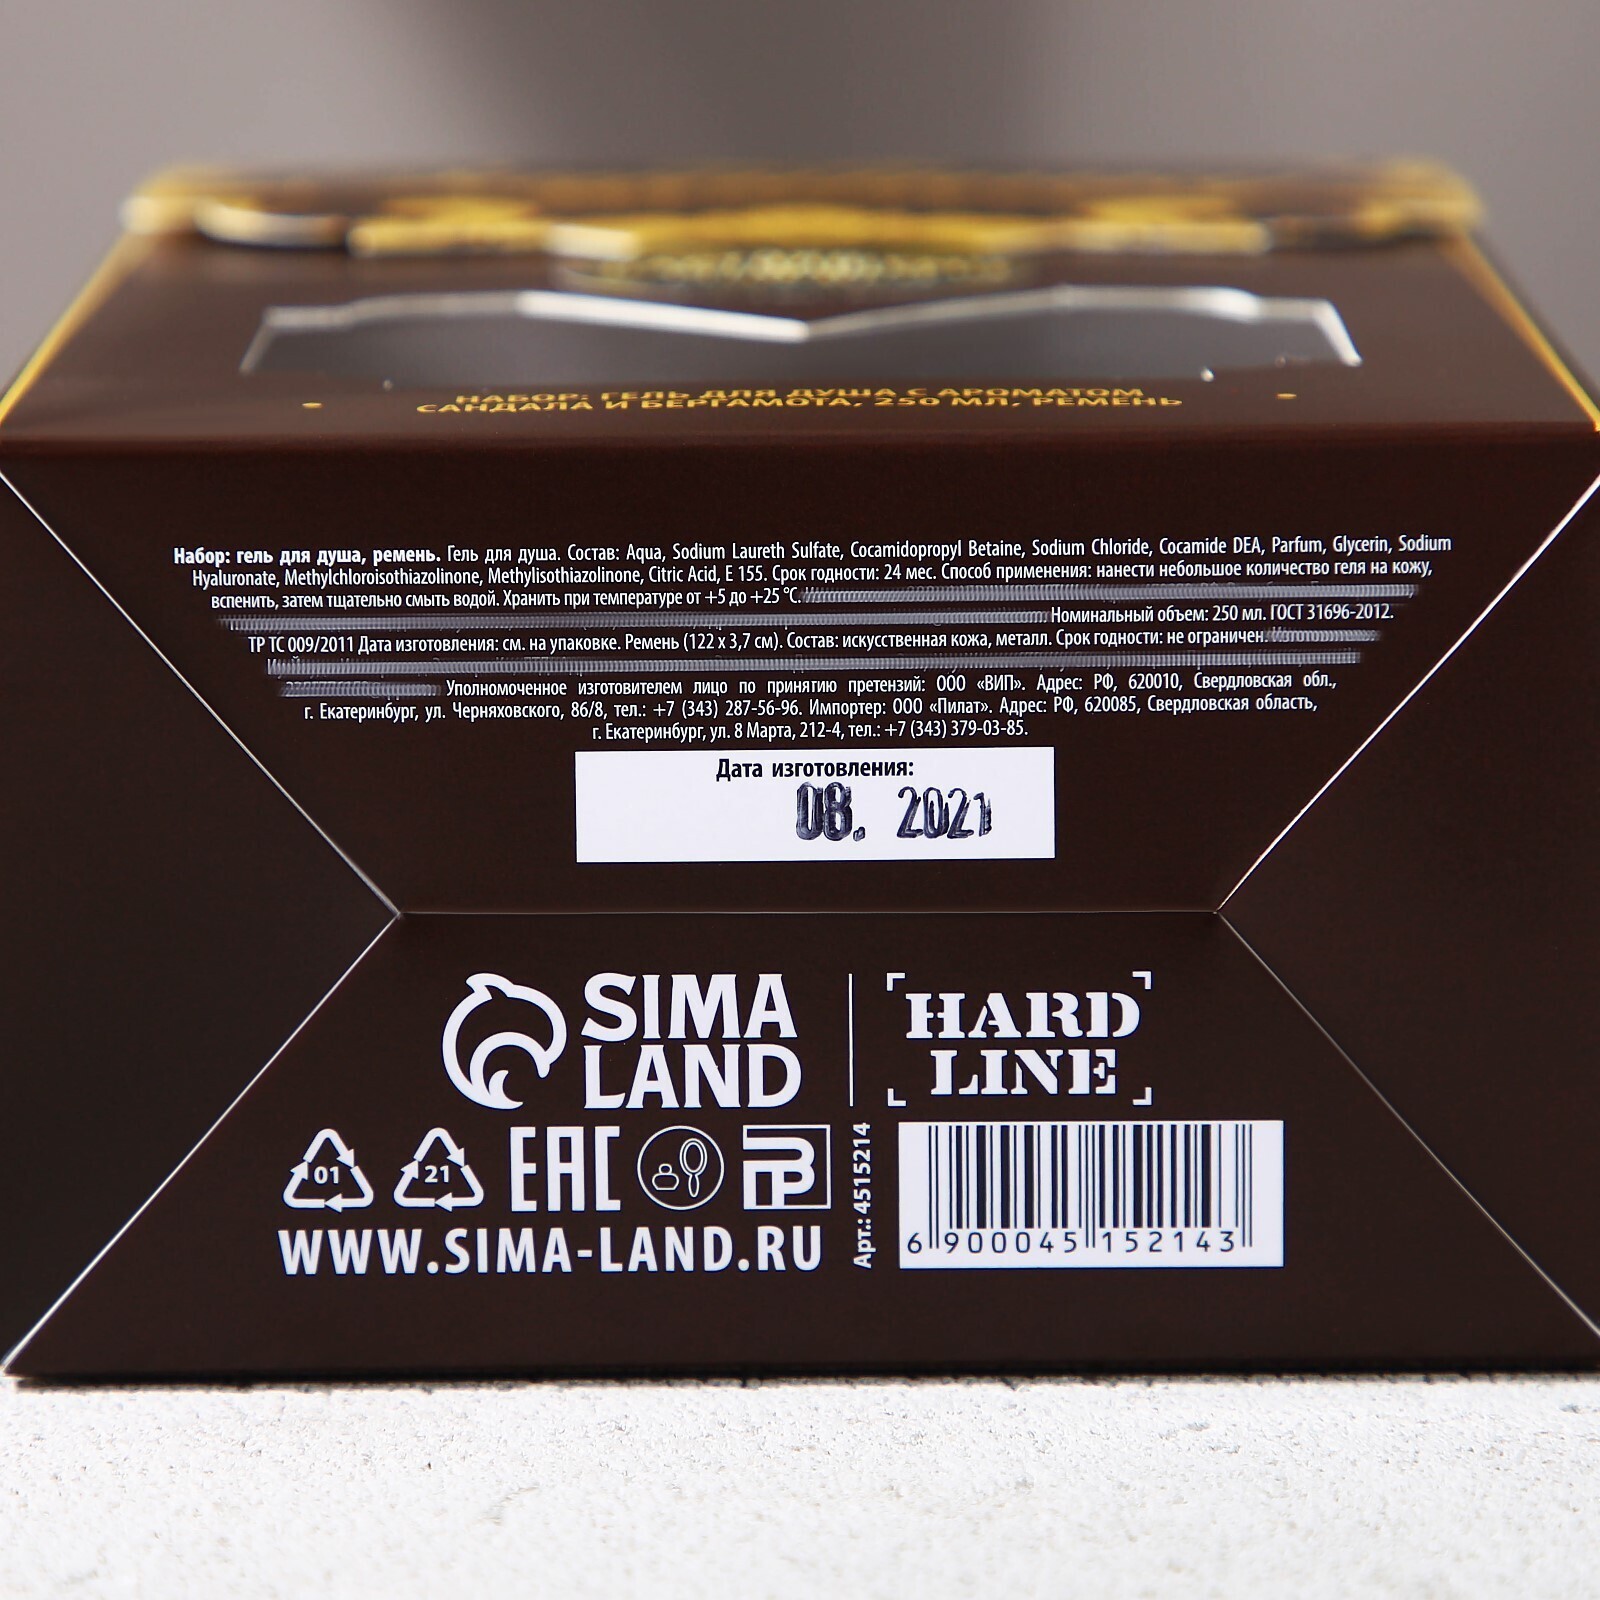 НАБОР: ГЕЛЬ ДЛЯ ДУША С АРОМАТОМ
САНДАЛА И БЕРГАМОТА, 250 МЛ, РЕМЕНЬ
Набор: гель для душа, ремень. Гель для душа. Состав: Aqua, Sodium Laureth Sulfate, Cocamidopropyl Betaine, Sodium Chloride, Cocamide DEA, Parfum, Glycerin, Sodium
Hyaluronate, Methylchloroisothiazolinone, Methylisothiazolinone, Citric Acid, E 155. Срок годности: 24 мес. Способ применения: нанести небольшое количество геля на кожу,
вспенить, затем тщательно смыть водой. Хранить при температуре от +5 до +25 °С.
Номинальный объем: 250 мл. ГОСТ 31696-2012.
ТР ТС 009/2011 Дата изготовления: см. на упаковке. Ремень (122 х 3,7 см). Состав: искусственная кожа, металл. Срок годности: не ограничен.
Уполномоченное изготовителем лицо по принятию претензий: ООО «ВИП». Адрес: РФ, 620010, Свердловская обл.,
г. Екатеринбург, ул. Черняховского, 86/8, тел.: +7 (343) 287-56-96. Импортер: ООО «Пилат». Адрес: РФ, 620085, Свердловская область,
г. Екатеринбург, ул. 8 Марта, 212-4, тел.: +7 (343) 379-03-85.
Дата изготовления:
08. 2021
SIMA LAND
HARD LINE
01
21
EAC
WWW.SIMA-LAND.RU
Арт.: 4515214
6 900045 152143